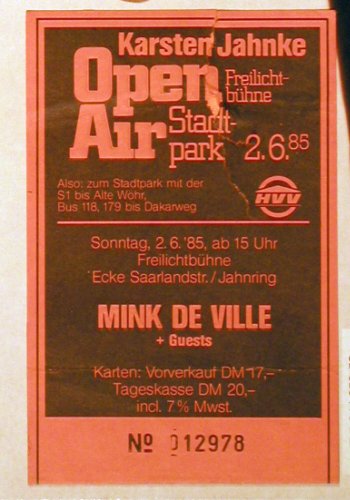 Karsten Jahnke
Open Air
Freilicht-
bühne
Stadt-
park 2.6.85
Also: zum Stadtpark mit der
S1 bis Alte Wöhr,
Bus 118, 179 bis Dakarweg
HVV
Sonntag, 2.6.'85, ab 15 Uhr
Freilichtbühne
Ecke Saarlandstr./Jahnring
MINK DE VILLE
+ Guests
Karten: Vorverkauf DM 17,–
Tageskasse DM 20,–
incl. 7% Mwst.
Nº 012978